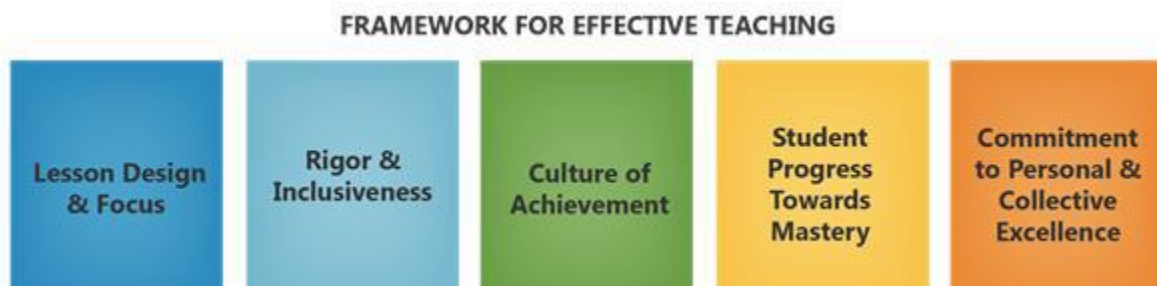 FRAMEWORK FOR EFFECTIVE TEACHING
Lesson Design
& Focus
Rigor &
Inclusiveness
Culture of
Achievement
Student
Progress
Towards
Mastery
Commitment
to Personal &
Collective
Excellence